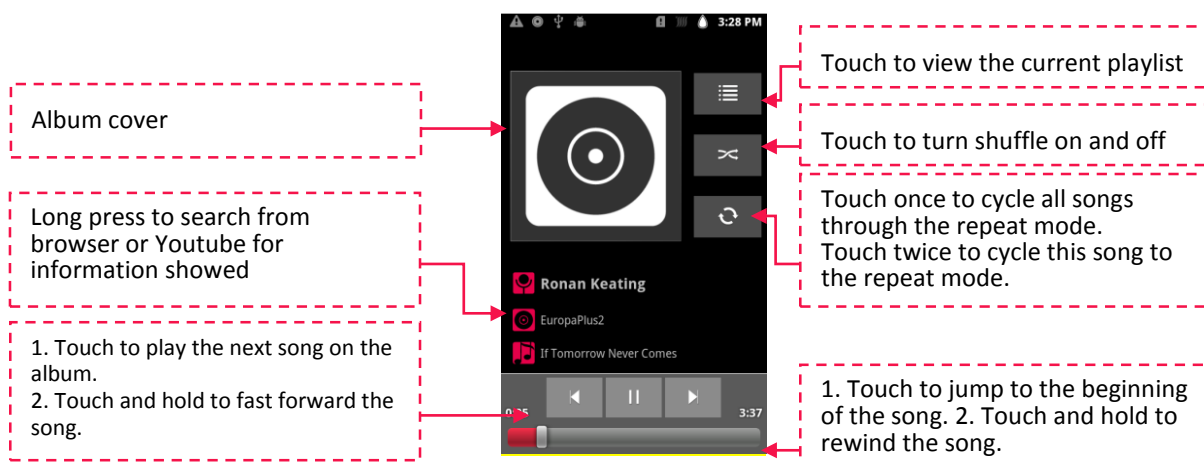 3:28 PM
Touch to view the current playlist
Album cover
Touch to turn shuffle on and off
Touch once to cycle all songs
through the repeat mode.
Touch twice to cycle this song to
the repeat mode.
Long press to search from
browser or Youtube for
information showed
Ronan Keating
EuropaPlus2
If Tomorrow Never Comes
1. Touch to play the next song on the
album.
2. Touch and hold to fast forward the
song.
3:37
1. Touch to jump to the beginning
of the song. 2. Touch and hold to
rewind the song.